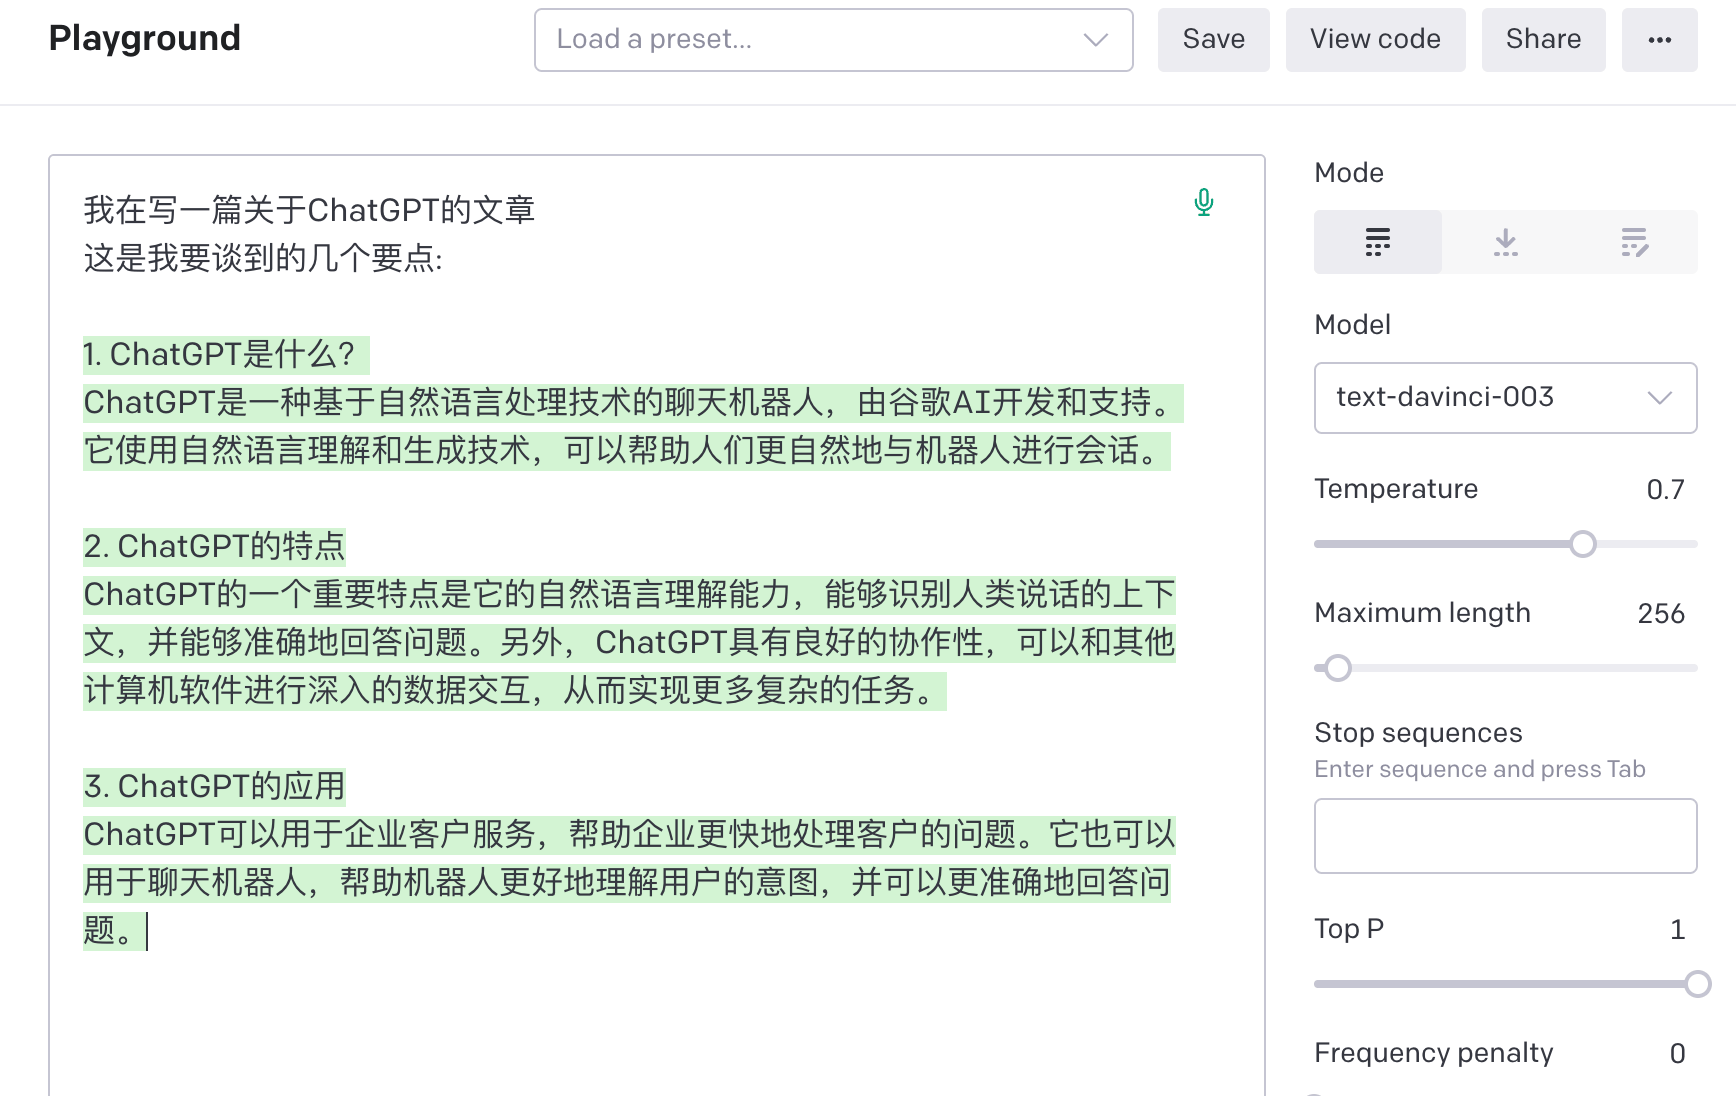 Playground
Load a preset...
Save
View code
Share
...
我在写一篇关于ChatGPT的文章
这是我要谈到的几个要点:
1. ChatGPT是什么？
ChatGPT是一种基于自然语言处理技术的聊天机器人，由谷歌AI开发和支持。
它使用自然语言理解和生成技术，可以帮助人们更自然地与机器人进行会话。
2. ChatGPT的特点
ChatGPT的一个重要特点是它的自然语言理解能力，能够识别人类说话的上下
文，并能够准确地回答问题。另外，ChatGPT具有良好的协作性，可以和其他
计算机软件进行深入的数据交互，从而实现更多复杂的任务。
3. ChatGPT的应用
ChatGPT可以用于企业客户服务，帮助企业更快地处理客户的问题。它也可以
用于聊天机器人，帮助机器人更好地理解用户的意图，并可以更准确地回答问
题。
Mode
Model
text-davinci-003
Temperature 0.7
Maximum length 256
Stop sequences
Enter sequence and press Tab
Top P 1
Frequency penalty 0